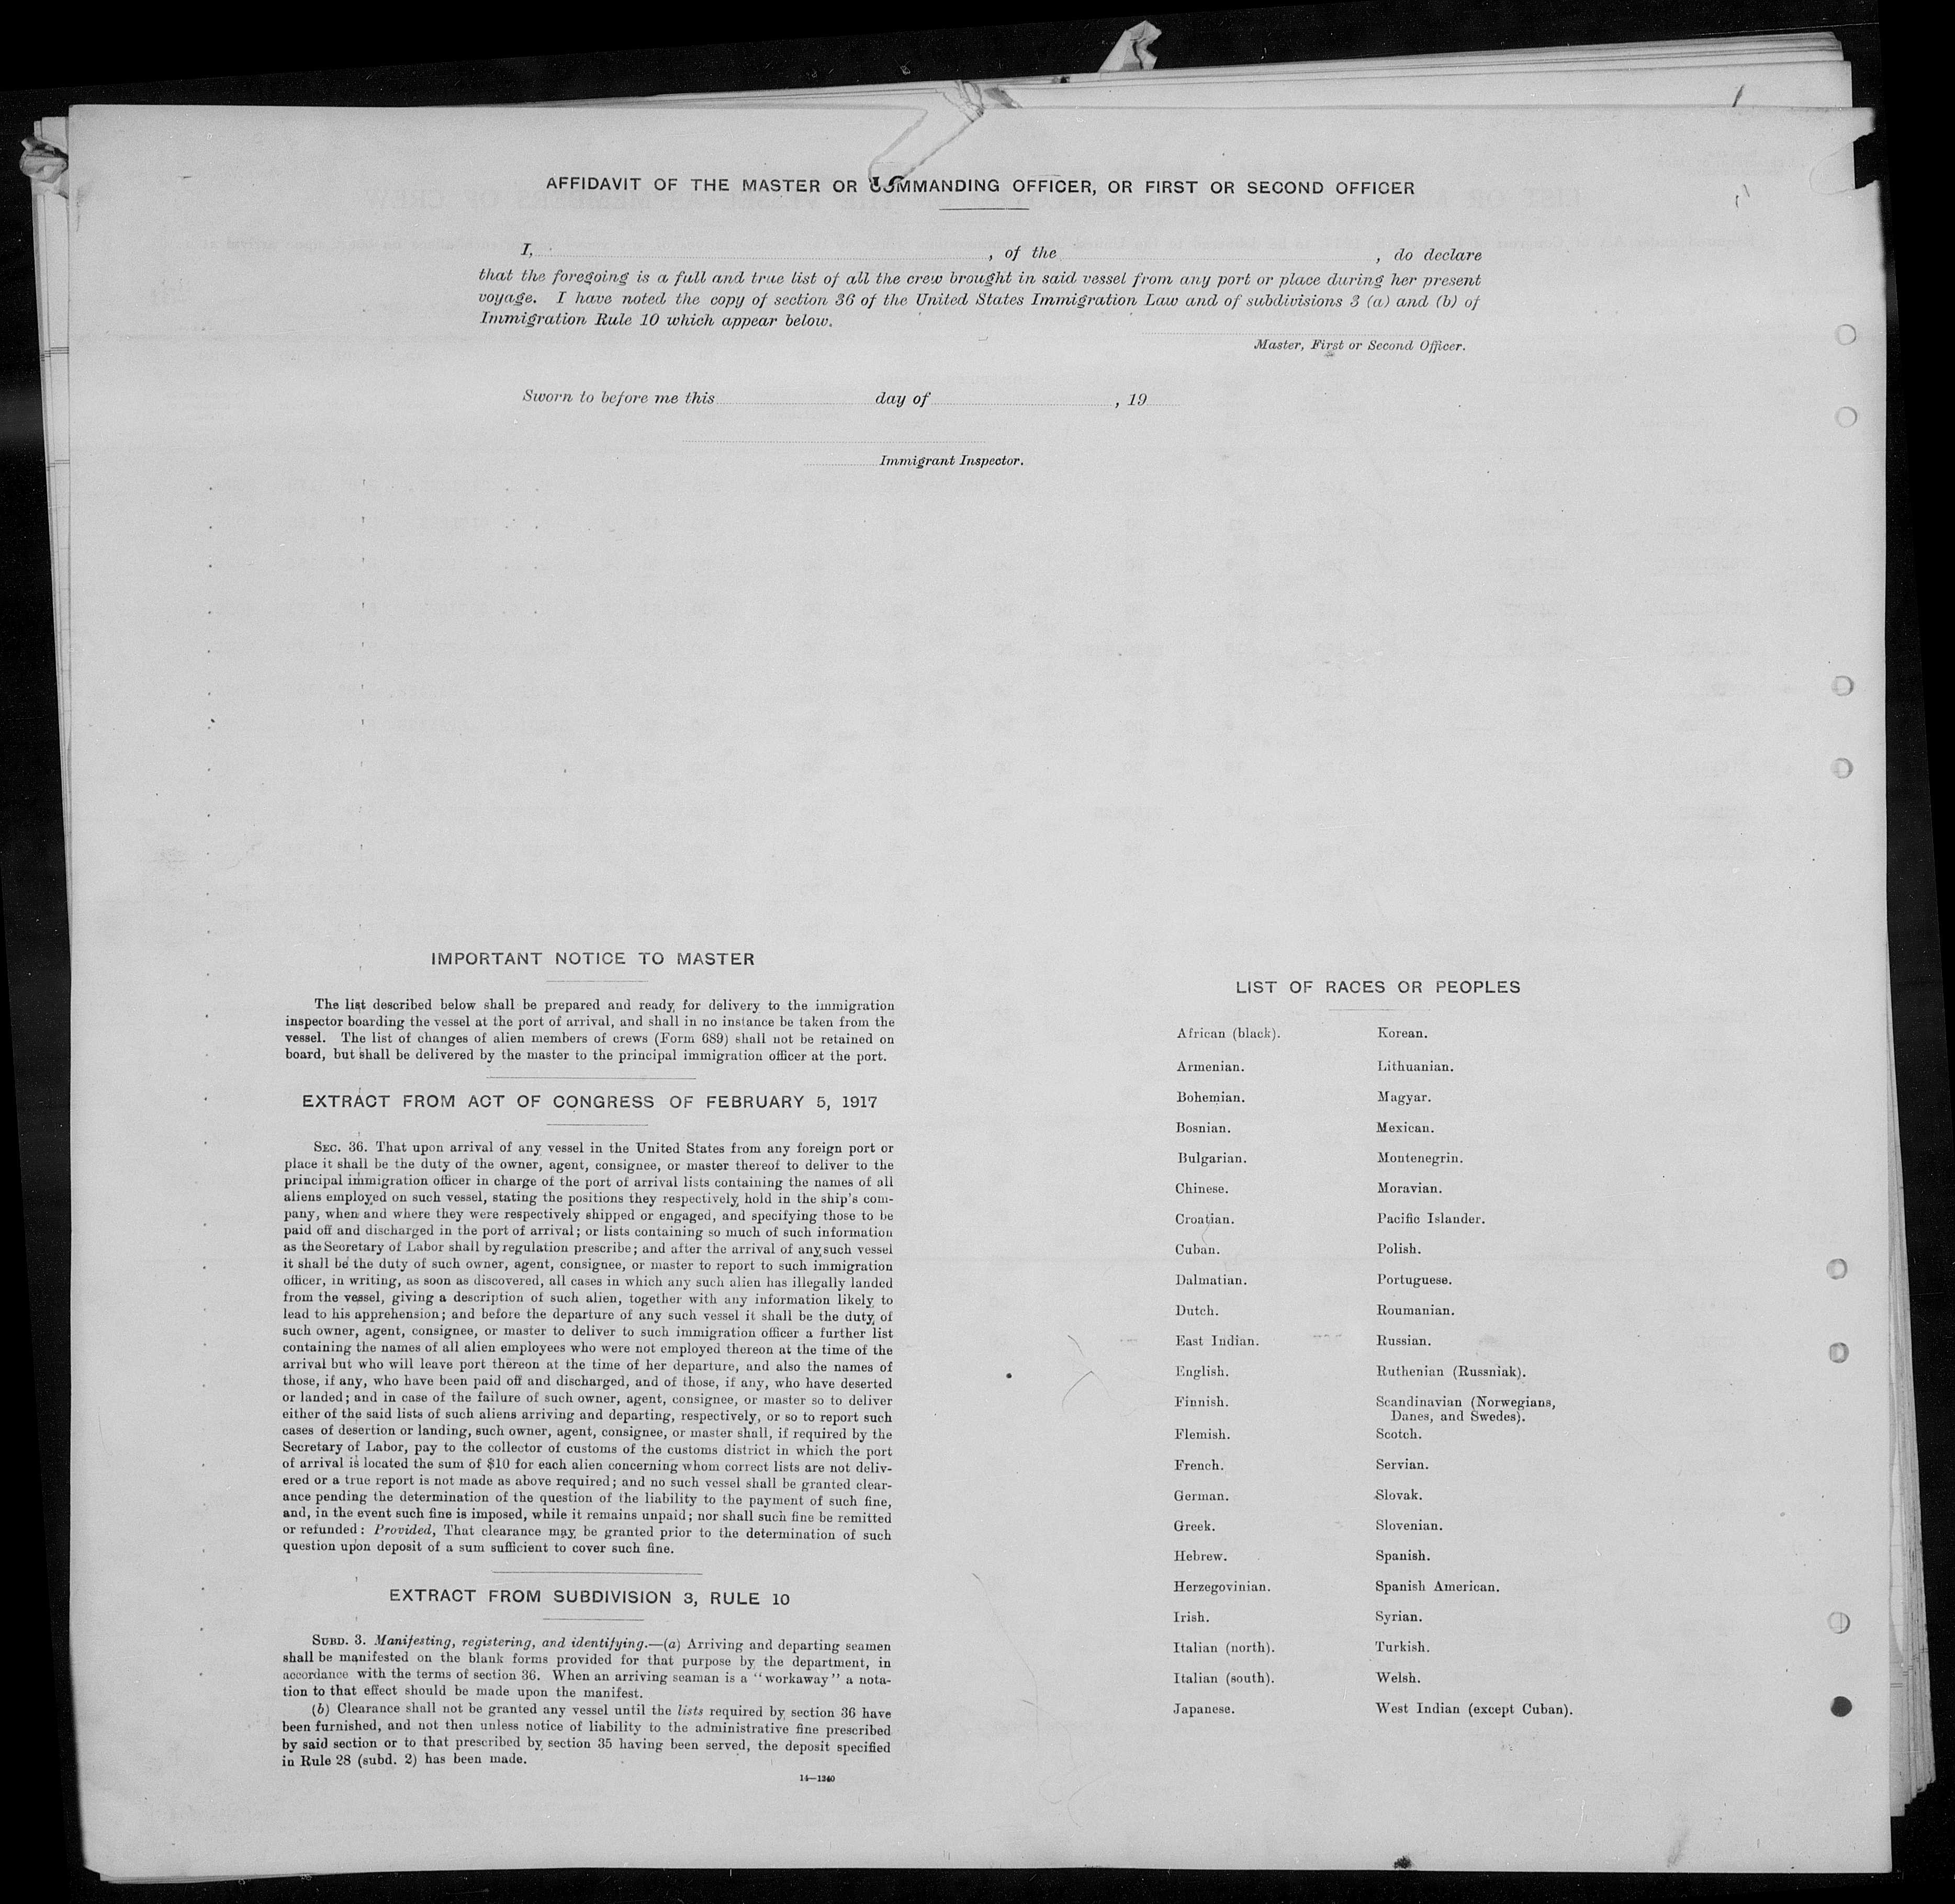 AFFIDAVIT OF THE MASTER OR COMMANDING OFFICER, OR FIRST OR SECOND OFFICER
I, , of the , do declare
that the foregoing is a full and true list of all the crew brought in said vessel from any port or place during her present
voyage. I have noted the copy of section 36 of the United States Immigration Law and of subdivisions 3 (a) and (b) of
Immigration Rule 10 which appear below.
Master, First or Second Officer.
Sworn to before me this day of , 19
Immigrant Inspector.
IMPORTANT NOTICE TO MASTER
The list described below shall be prepared and ready for delivery to the immigration
inspector boarding the vessel at the port of arrival, and shall in no instance be taken from the
vessel. The list of changes of alien members of crews (Form 689) shall not be retained on
board, but shall be delivered by the master to the principal immigration officer at the port.
EXTRACT FROM ACT OF CONGRESS OF FEBRUARY 5, 1917
SEC. 36. That upon arrival of any vessel in the United States from any foreign port or
place it shall be the duty of the owner, agent, consignee, or master thereof to deliver to the
principal immigration officer in charge of the port of arrival lists containing the names of all
aliens employed on such vessel, stating the positions they respectively hold in the ship's com-
pany, when and where they were respectively shipped or engaged, and specifying those to be
paid off and discharged in the port of arrival; or lists containing so much of such information
as the Secretary of Labor shall by regulation prescribe; and after the arrival of any such vessel
it shall be the duty of such owner, agent, consignee, or master to report to such immigration
officer, in writing, as soon as discovered, all cases in which any such alien has illegally landed
from the vessel, giving a description of such alien, together with any information likely to
lead to his apprehension; and before the departure of any such vessel it shall be the duty of
such owner, agent, consignee, or master to deliver to such immigration officer a further list
containing the names of all alien employees who were not employed thereon at the time of the
arrival but who will leave port thereon at the time of her departure, and also the names of
those, if any, who have been paid off and discharged, and of those, if any, who have deserted
or landed; and in case of the failure of such owner, agent, consignee, or master so to deliver
either of the said lists of such aliens arriving and departing, respectively, or so to report such
cases of desertion or landing, such owner, agent, consignee, or master shall, if required by the
Secretary of Labor, pay to the collector of customs of the customs district in which the port
of arrival is located the sum of $10 for each alien concerning whom correct lists are not deliv-
ered or a true report is not made as above required; and no such vessel shall be granted clear-
ance pending the determination of the question of the liability to the payment of such fine,
and, in the event such fine is imposed, while it remains unpaid; nor shall such fine be remitted
or refunded: Provided, That clearance may be granted prior to the determination of such
question upon deposit of a sum sufficient to cover such fine.
EXTRACT FROM SUBDIVISION 3, RULE 10
SUBD. 3. Manifesting, registering, and identifying.—(a) Arriving and departing seamen
shall be manifested on the blank forms provided for that purpose by the department, in
accordance with the terms of section 36. When an arriving seaman is a "workaway" a nota-
tion to that effect should be made upon the manifest.
(b) Clearance shall not be granted any vessel until the lists required by section 36 have
been furnished, and not then unless notice of liability to the administrative fine prescribed
by said section or to that prescribed by section 35 having been served, the deposit specified
in Rule 28 (subd. 2) has been made.
14—1240
LIST OF RACES OR PEOPLES
African (black).
Armenian.
Bohemian.
Bosnian.
Bulgarian.
Chinese.
Croatian.
Cuban.
Dalmatian.
Dutch.
East Indian.
English.
Finnish.
Flemish.
French.
German.
Greek.
Hebrew.
Herzegovinian.
Irish.
Italian (north).
Italian (south).
Japanese.
Korean.
Lithuanian.
Magyar.
Mexican.
Montenegrin.
Moravian.
Pacific Islander.
Polish.
Portuguese.
Roumanian.
Russian.
Ruthenian (Russniak).
Scandinavian (Norwegians,
Danes, and Swedes).
Scotch.
Servian.
Slovak.
Slovenian.
Spanish.
Spanish American.
Syrian.
Turkish.
Welsh.
West Indian (except Cuban).